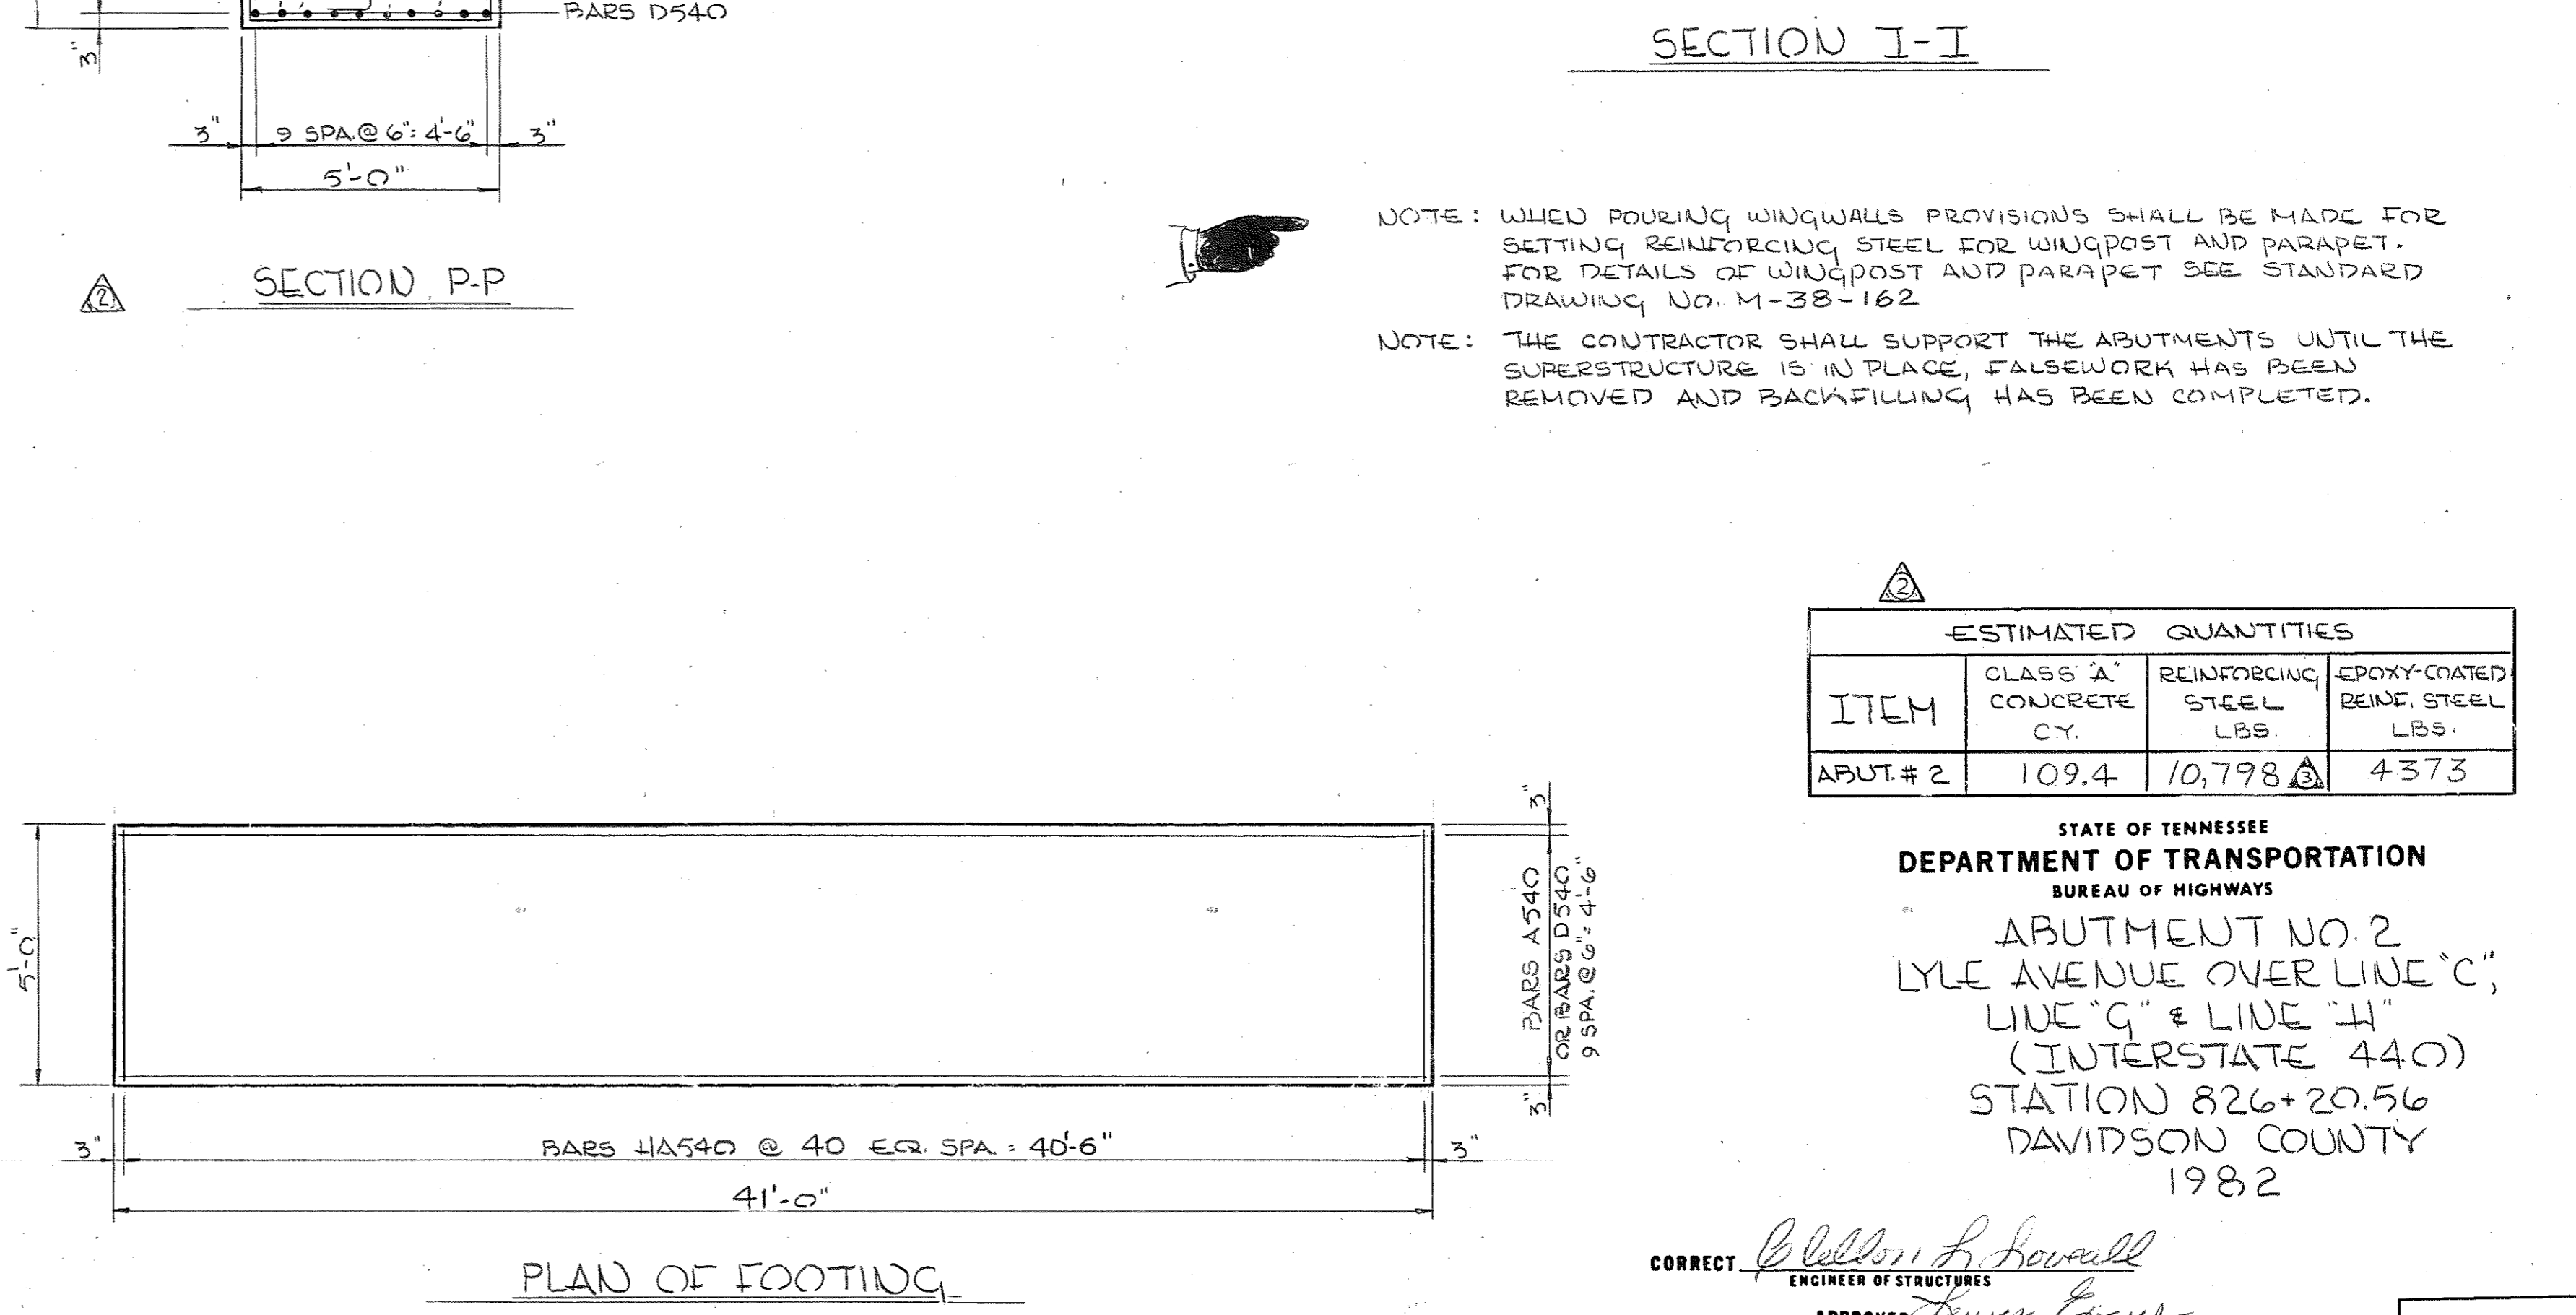 BARS D540
3"
3"
9 SPA.@ 6": 4'-6"
3"
5'-0"
2
SECTION P-P
SECTION I-I
NOTE: WHEN POURING WINGWALLS PROVISIONS SHALL BE MADE FOR
SETTING REINFORCING STEEL FOR WINGPOST AND PARAPET.
FOR DETAILS OF WINGPOST AND PARAPET SEE STANDARD
DRAWING NO. M-38-162
NOTE: THE CONTRACTOR SHALL SUPPORT THE ABUTMENTS UNTIL THE
SUPERSTRUCTURE IS IN PLACE, FALSEWORK HAS BEEN
REMOVED AND BACKFILLING HAS BEEN COMPLETED.
2
ESTIMATED QUANTITIES
ITEM
CLASS "A"
CONCRETE
C.Y.
REINFORCING
STEEL
LBS.
EPOXY-COATED
REINF. STEEL
LBS.
ABUT.# 2 109.4 10,798 3 4373
5'-0"
3"
BARS A540
OR BARS D540
9 SPA.@ 6": 4'-6"
3"
3"
BARS HA540 @ 40 EQ. SPA. = 40'-6"
3"
41'-0"
PLAN OF FOOTING
STATE OF TENNESSEE
DEPARTMENT OF TRANSPORTATION
BUREAU OF HIGHWAYS
ABUTMENT NO. 2
LYLE AVENUE OVER LINE "C",
LINE "G" & LINE "H"
(INTERSTATE 440)
STATION 826+20.56
DAVIDSON COUNTY
1982
CORRECT
ENGINEER OF STRUCTURES